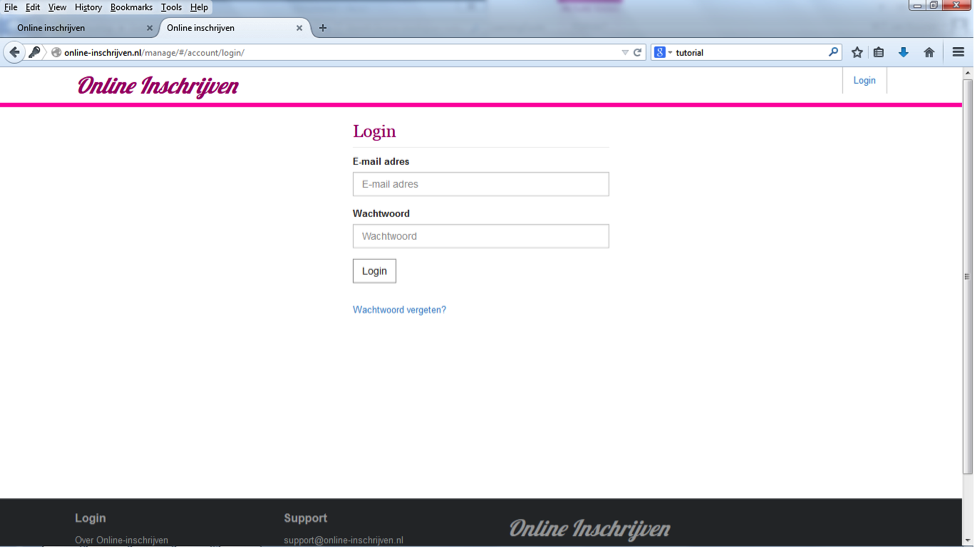 File Edit View History Bookmarks Tools Help
Online inschrijven × Online inschrijven × +
online-inschrijven.nl/manage/#/account/login/
8 tutorial
Online Inschrijven
Login
Login
E-mail adres
E-mail adres
Wachtwoord
Wachtwoord
Login
Wachtwoord vergeten?
Login Support Online Inschrijven
Over Online-inschrijven support@online-inschrijven.nl